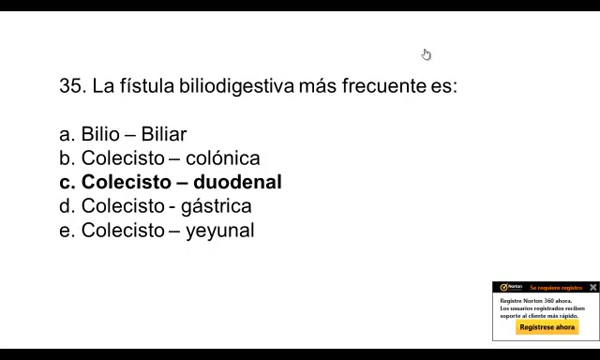 35. La fístula biliodigestiva más frecuente es:
a. Bilio – Biliar
b. Colecisto – colónica
c. Colecisto – duodenal
d. Colecisto - gástrica
e. Colecisto – yeyunal
Norton
Se requiere registro
Registre Norton 360 ahora.
Los usuarios registrados reciben
soporte al cliente más rápido.
Regístrese ahora